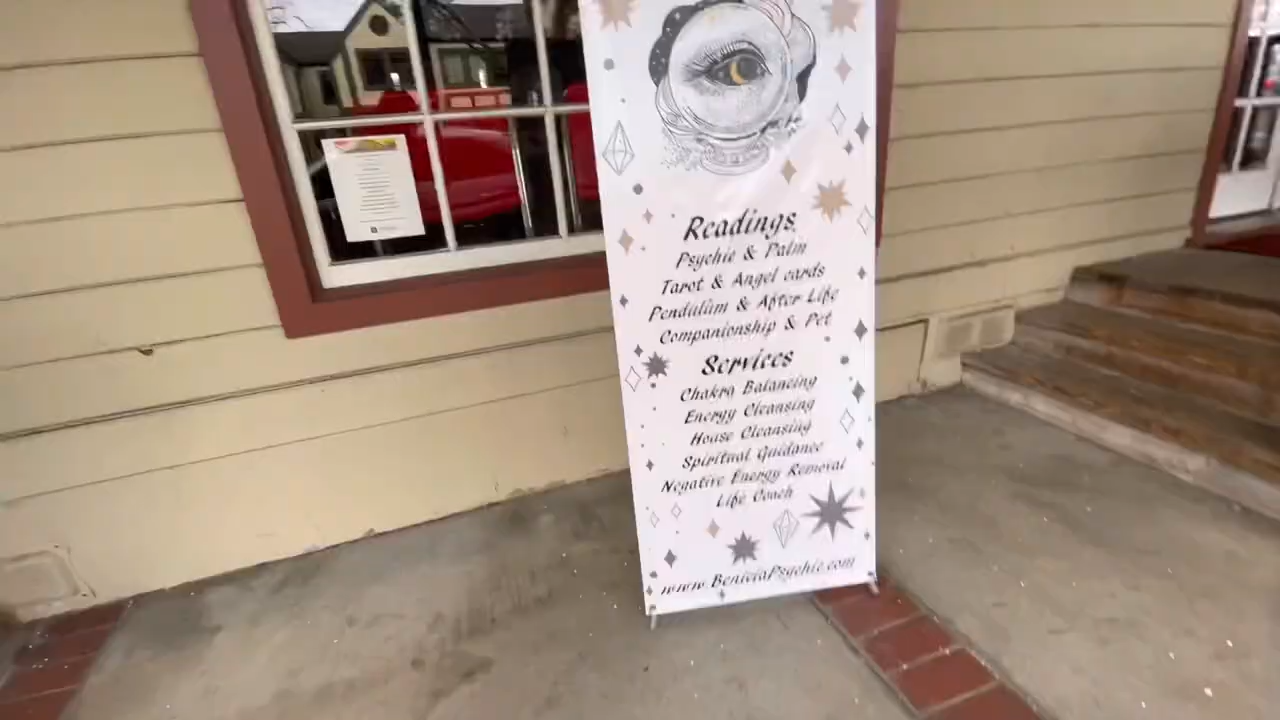 Readings
Psychic & Palm
Tarot & Angel cards
Pendulum & After Life
Companionship & Pet
Services
Chakra Balancing
Energy Cleansing
House Cleansing
Spiritual Guidance
Negative Energy Removal
Life Coach
www.BeniciaPsychic.com